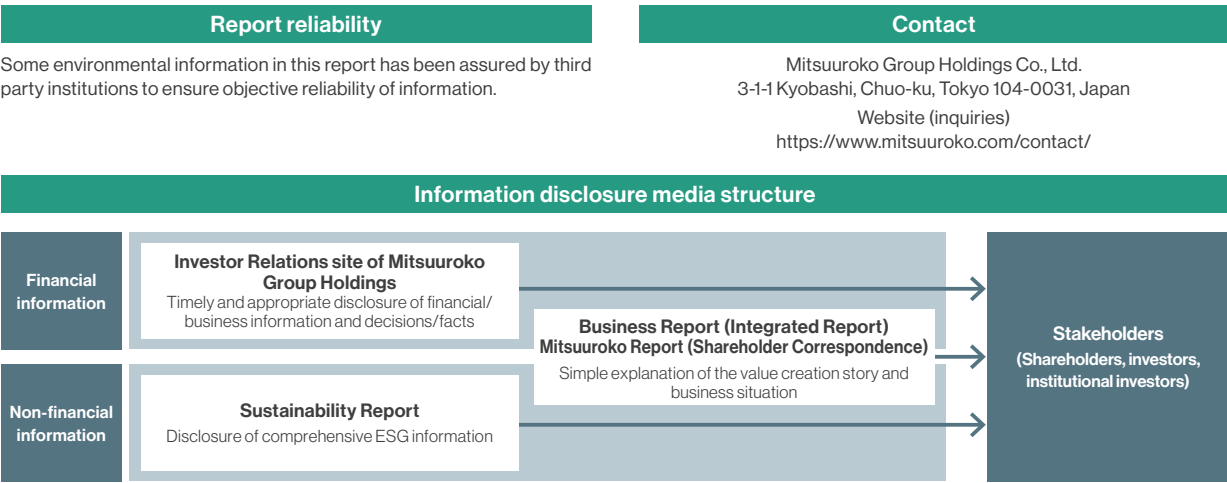 Report reliability
Some environmental information in this report has been assured by third
party institutions to ensure objective reliability of information.
Contact
Mitsuuroko Group Holdings Co., Ltd.
3-1-1 Kyobashi, Chuo-ku, Tokyo 104-0031, Japan
Website (inquiries)
https://www.mitsuuroko.com/contact/
Information disclosure media structure
Financial
information
Investor Relations site of Mitsuuroko
Group Holdings
Timely and appropriate disclosure of financial/
business information and decisions/facts
Business Report (Integrated Report)
Mitsuuroko Report (Shareholder Correspondence)
Simple explanation of the value creation story and
business situation
Non-financial
information
Sustainability Report
Disclosure of comprehensive ESG information
Stakeholders
(Shareholders, investors,
institutional investors)